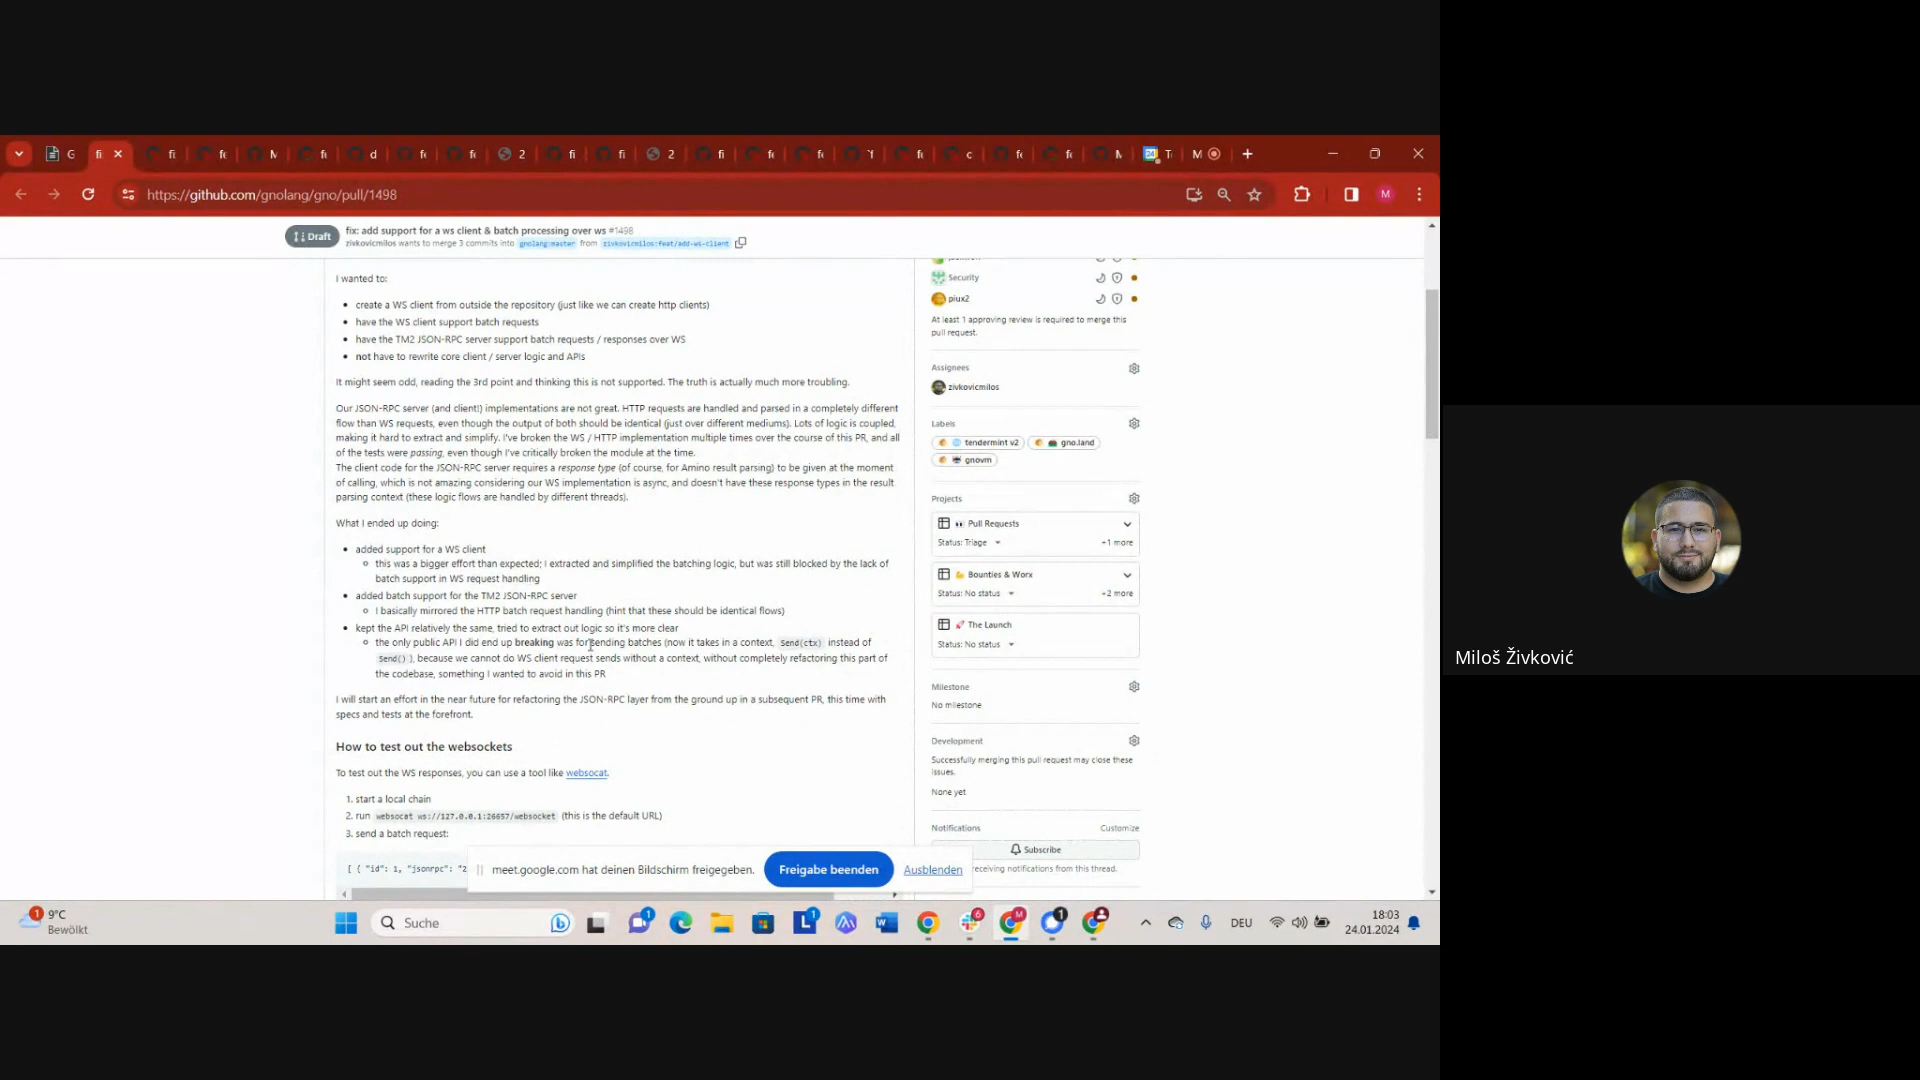 https://github.com/gnolang/gno/pull/1498
Draft
fix: add support for a ws client & batch processing over ws #1498
zivkovicmilos wants to merge 3 commits into gnolang:master from zivkovicmilos:feat/add-ws-client
I wanted to:
create a WS client from outside the repository (just like we can create http clients)
have the WS client support batch requests
have the TM2 JSON-RPC server support batch requests / responses over WS
not have to rewrite core client / server logic and APIs
It might seem odd, reading the 3rd point and thinking this is not supported. The truth is actually much more troubling.
Our JSON-RPC server (and client!) implementations are not great. HTTP requests are handled and parsed in a completely different
flow than WS requests, even though the output of both should be identical (just over different mediums). Lots of logic is coupled,
making it hard to extract and simplify. I've broken the WS / HTTP implementation multiple times over the course of this PR, and all
of the tests were passing, even though I've critically broken the module at the time.
The client code for the JSON-RPC server requires a response type (of course, for Amino result parsing) to be given at the moment
of calling, which is not amazing considering our WS implementation is async, and doesn't have these response types in the result
parsing context (these logic flows are handled by different threads).
What I ended up doing:
added support for a WS client
this was a bigger effort than expected; I extracted and simplified the batching logic, but was still blocked by the lack of
batch support in WS request handling
added batch support for the TM2 JSON-RPC server
I basically mirrored the HTTP batch request handling (hint that these should be identical flows)
kept the API relatively the same, tried to extract out logic so it's more clear
the only public API I did end up breaking was for sending batches (now it takes in a context, Send(ctx) instead of
Send() ), because we cannot do WS client request sends without a context, without completely refactoring this part of
the codebase, something I wanted to avoid in this PR
I will start an effort in the near future for refactoring the JSON-RPC layer from the ground up in a subsequent PR, this time with
specs and tests at the forefront.
How to test out the websockets
To test out the WS responses, you can use a tool like websocat.
1. start a local chain
2. run websocat ws://127.0.0.1:26657/websocket (this is the default URL)
3. send a batch request:
[ { "id": 1, "jsonrpc": "2
Security
piux2
At least 1 approving review is required to merge this
pull request.
Assignees
zivkovicmilos
Labels
tendermint v2
gno.land
gnovm
Projects
Pull Requests
Status: Triage
+1 more
Bounties & Worx
Status: No status
+2 more
The Launch
Status: No status
Milestone
No milestone
Development
Successfully merging this pull request may close these
issues.
None yet
Notifications
Customize
Subscribe
receiving notifications from this thread.
meet.google.com hat deinen Bildschirm freigegeben.
Freigabe beenden
Ausblenden
9°C
Bewölkt
Suche
DEU
18:03
24.01.2024
Miloš Živković